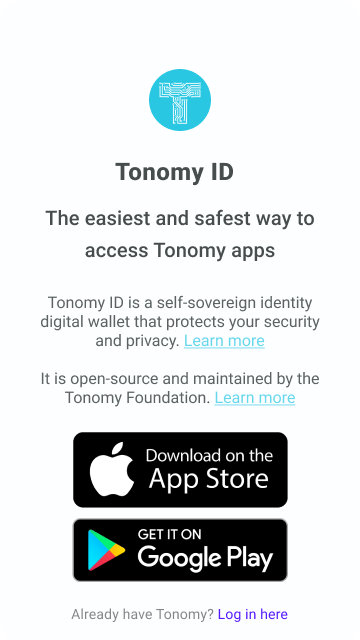 Tonomy ID
The easiest and safest way to
access Tonomy apps
Tonomy ID is a self-sovereign identity
digital wallet that protects your security
and privacy. Learn more
It is open-source and maintained by the
Tonomy Foundation. Learn more
Download on the
App Store
GET IT ON
Google Play
Already have Tonomy? Log in here